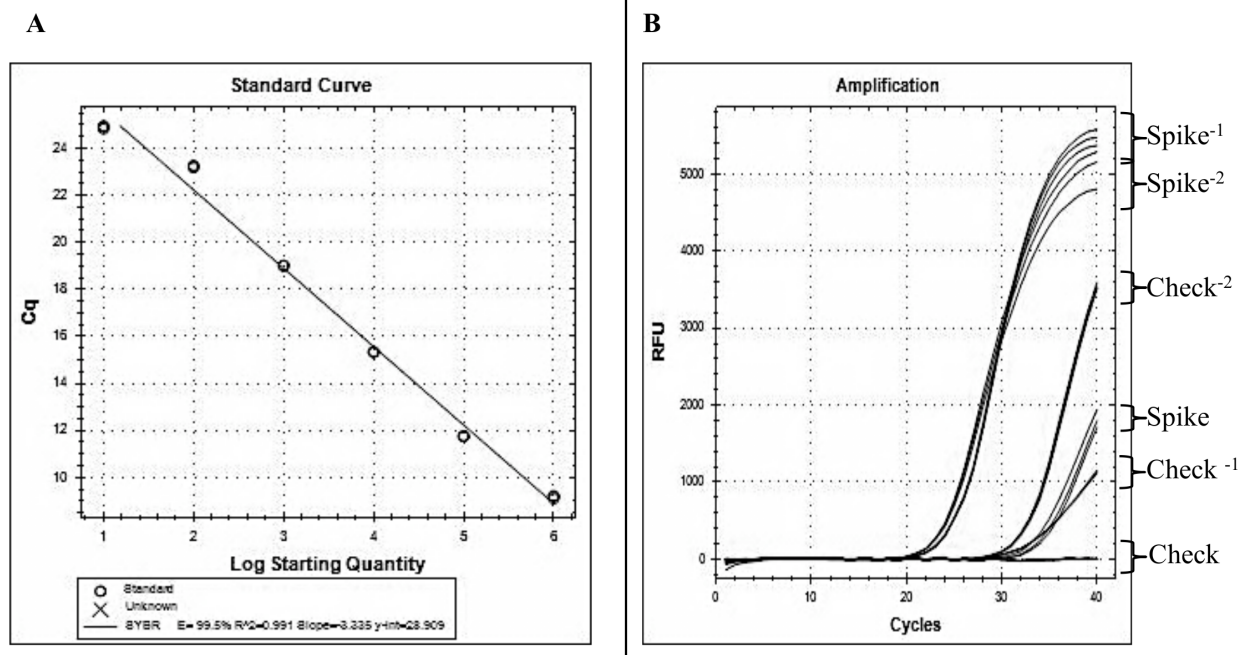 A
B
Standard Curve
Cq
24
22
20
18
16
14
12
10
1 2 3 4 5 6
Log Starting Quantity
Standard
Unknown
SYBR E= 99.5% R^2=0.991 Slope=-3.335 y-int=28.909
Amplification
RFU
5000
4000
3000
2000
1000
0
0 10 20 30 40
Cycles
Spike-1
Spike-2
Check-2
Spike
Check -1
Check